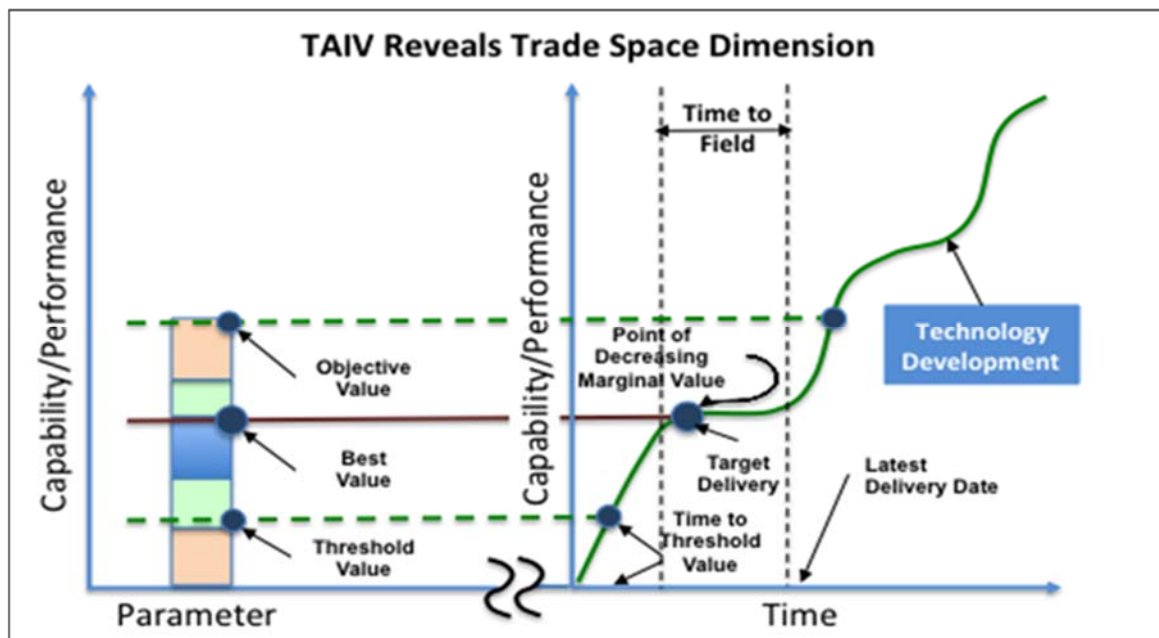 TAIV Reveals Trade Space Dimension
Capability/Performance
Objective
Value
Best
Value
Threshold
Value
Parameter
Capability/Performance
Time to
Field
Point of
Decreasing
Marginal Value
Target
Delivery
Time to
Threshold
Value
Latest
Delivery Date
Technology
Development
Time